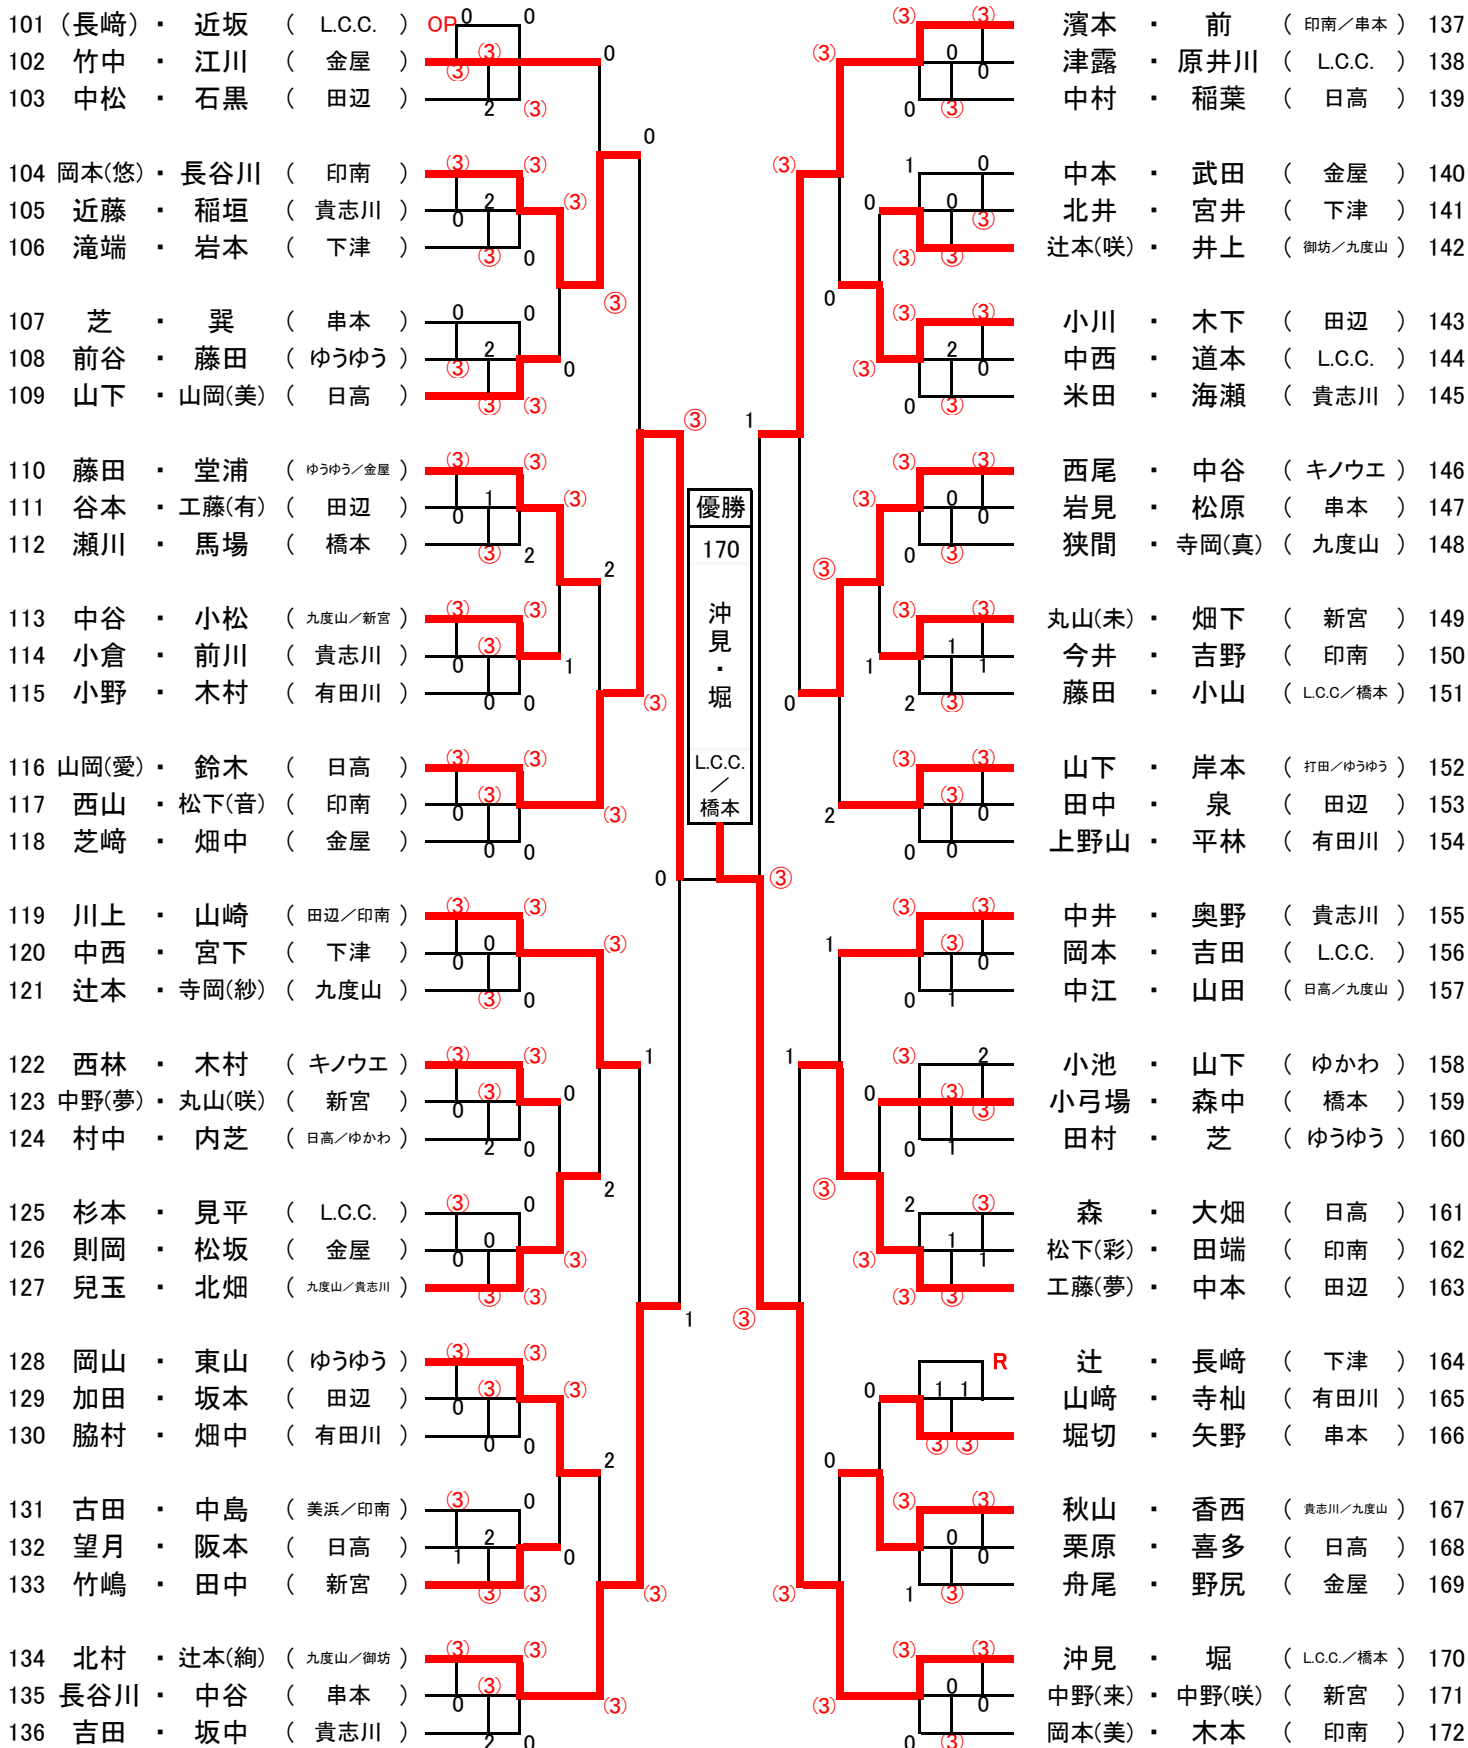 101 (長﨑) ・ 近坂 ( L.C.C. ) OP
102 竹中 ・ 江川 ( 金屋 )
103 中松 ・ 石黒 ( 田辺 )
104 岡本(悠) ・ 長谷川 ( 印南 )
105 近藤 ・ 稲垣 ( 貴志川 )
106 滝端 ・ 岩本 ( 下津 )
107 芝 ・ 巽 ( 串本 )
108 前谷 ・ 藤田 ( ゆうゆう )
109 山下 ・ 山岡(美) ( 日高 )
110 藤田 ・ 堂浦 ( ゆうゆう／金屋 )
111 谷本 ・ 工藤(有) ( 田辺 )
112 瀬川 ・ 馬場 ( 橋本 )
113 中谷 ・ 小松 ( 九度山／新宮 )
114 小倉 ・ 前川 ( 貴志川 )
115 小野 ・ 木村 ( 有田川 )
116 山岡(愛) ・ 鈴木 ( 日高 )
117 西山 ・ 松下(音) ( 印南 )
118 芝﨑 ・ 畑中 ( 金屋 )
119 川上 ・ 山崎 ( 田辺／印南 )
120 中西 ・ 宮下 ( 下津 )
121 辻本 ・ 寺岡(紗) ( 九度山 )
122 西林 ・ 木村 ( キノウエ )
123 中野(夢) ・ 丸山(咲) ( 新宮 )
124 村中 ・ 内芝 ( 日高／ゆかわ )
125 杉本 ・ 見平 ( L.C.C. )
126 則岡 ・ 松坂 ( 金屋 )
127 兒玉 ・ 北畑 ( 九度山／貴志川 )
128 岡山 ・ 東山 ( ゆうゆう )
129 加田 ・ 坂本 ( 田辺 )
130 脇村 ・ 畑中 ( 有田川 )
131 古田 ・ 中島 ( 美浜／印南 )
132 望月 ・ 阪本 ( 日高 )
133 竹嶋 ・ 田中 ( 新宮 )
134 北村 ・ 辻本(絢) ( 九度山／御坊 )
135 長谷川 ・ 中谷 ( 串本 )
136 吉田 ・ 坂中 ( 貴志川 )
優勝
170
沖見・堀
L.C.C.
／
橋本
濱本 ・ 前 ( 印南／串本 ) 137
津露 ・ 原井川 ( L.C.C. ) 138
中村 ・ 稲葉 ( 日高 ) 139
中本 ・ 武田 ( 金屋 ) 140
北井 ・ 宮井 ( 下津 ) 141
辻本(咲) ・ 井上 ( 御坊／九度山 ) 142
小川 ・ 木下 ( 田辺 ) 143
中西 ・ 道本 ( L.C.C. ) 144
米田 ・ 海瀬 ( 貴志川 ) 145
西尾 ・ 中谷 ( キノウエ ) 146
岩見 ・ 松原 ( 串本 ) 147
狭間 ・ 寺岡(真) ( 九度山 ) 148
丸山(未) ・ 畑下 ( 新宮 ) 149
今井 ・ 吉野 ( 印南 ) 150
藤田 ・ 小山 ( L.C.C／橋本 ) 151
山下 ・ 岸本 ( 打田／ゆうゆう ) 152
田中 ・ 泉 ( 田辺 ) 153
上野山 ・ 平林 ( 有田川 ) 154
中井 ・ 奥野 ( 貴志川 ) 155
岡本 ・ 吉田 ( L.C.C. ) 156
中江 ・ 山田 ( 日高／九度山 ) 157
小池 ・ 山下 ( ゆかわ ) 158
小弓場 ・ 森中 ( 橋本 ) 159
田村 ・ 芝 ( ゆうゆう ) 160
森 ・ 大畑 ( 日高 ) 161
松下(彩) ・ 田端 ( 印南 ) 162
工藤(夢) ・ 中本 ( 田辺 ) 163
R 辻 ・ 長﨑 ( 下津 ) 164
山﨑 ・ 寺杣 ( 有田川 ) 165
堀切 ・ 矢野 ( 串本 ) 166
秋山 ・ 香西 ( 貴志川／九度山 ) 167
栗原 ・ 喜多 ( 日高 ) 168
舟尾 ・ 野尻 ( 金屋 ) 169
沖見 ・ 堀 ( L.C.C.／橋本 ) 170
中野(来) ・ 中野(咲) ( 新宮 ) 171
岡本(美) ・ 木本 ( 印南 ) 172